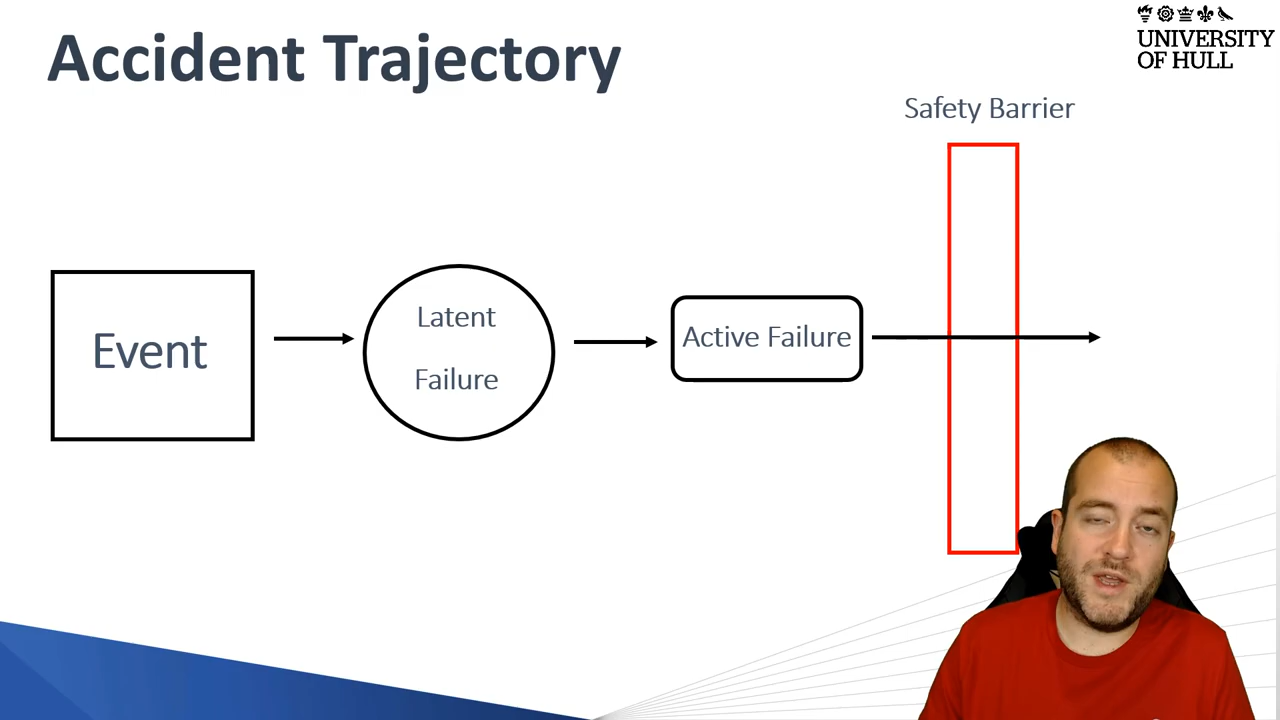 Accident Trajectory
UNIVERSITY
OF HULL
Safety Barrier
Event
Latent
Failure
Active Failure